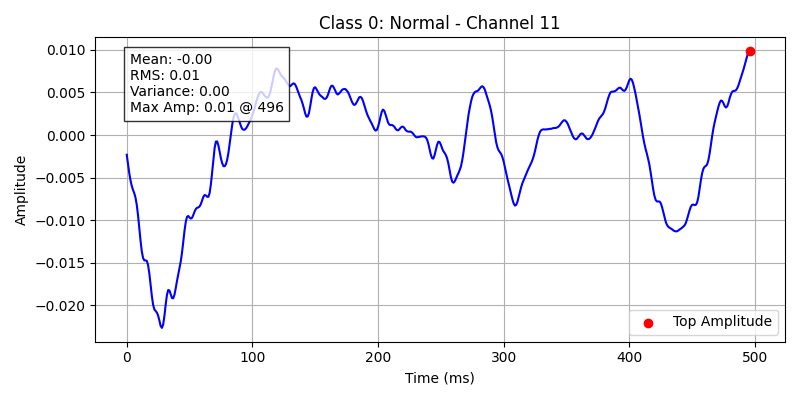 Class 0: Normal - Channel 11
Mean: -0.00
RMS: 0.01
Variance: 0.00
Max Amp: 0.01 @ 496
0.010
0.005
0.000
−0.005
−0.010
−0.015
−0.020
Amplitude
Top Amplitude
0 100 200 300 400 500
Time (ms)